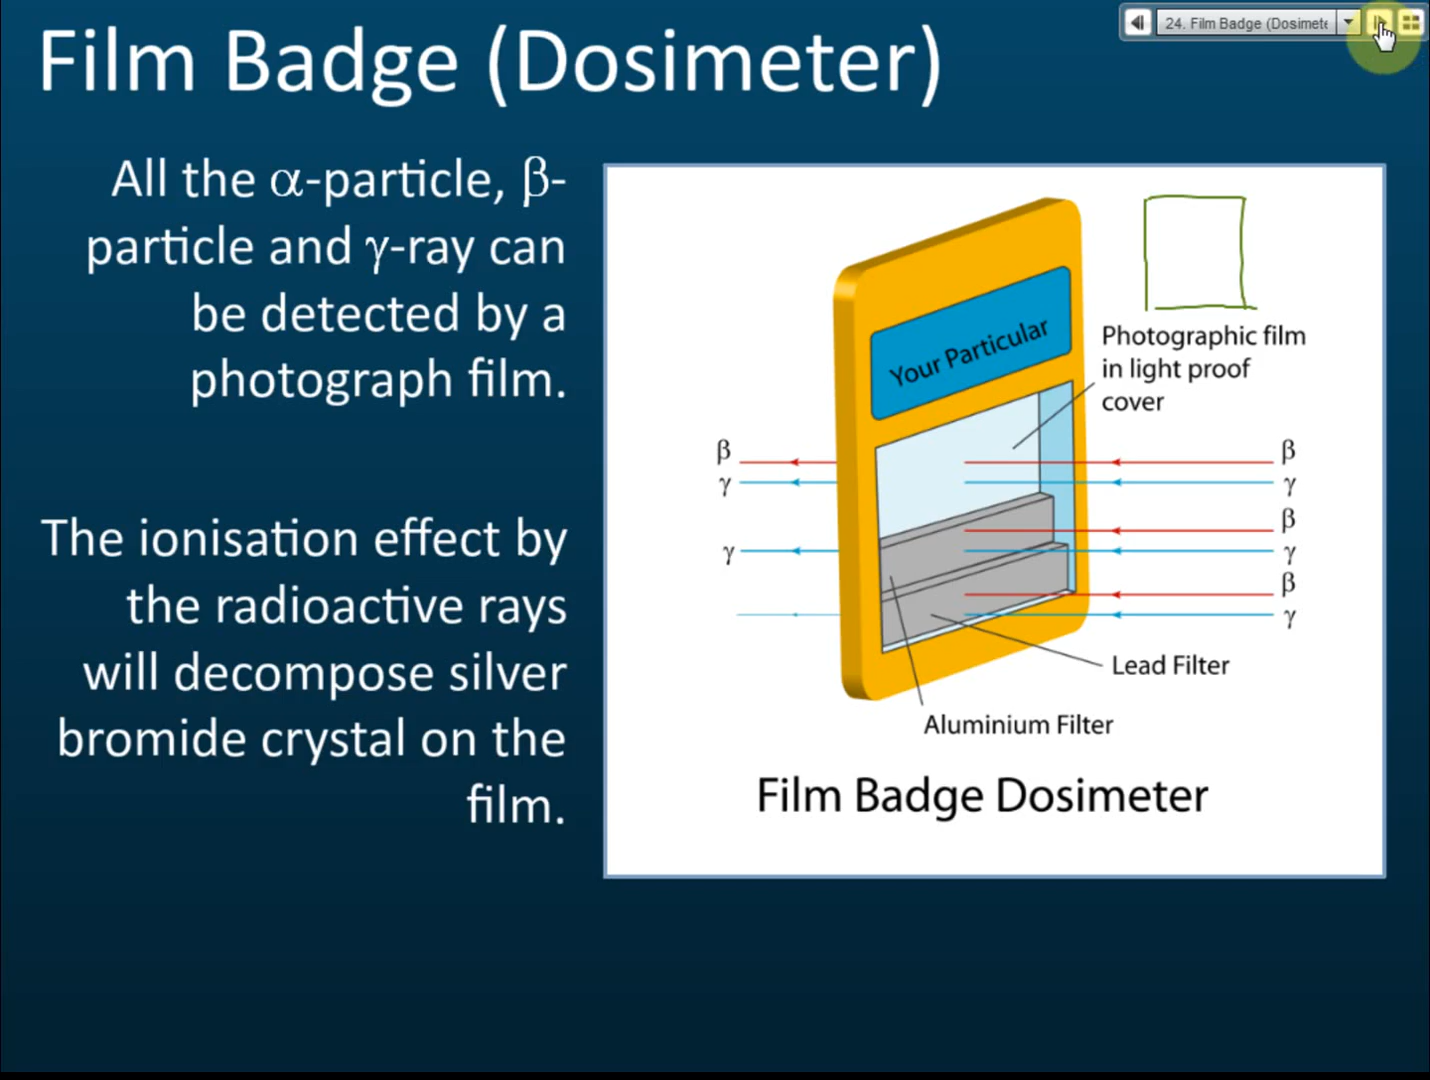 24. Film Badge (Dosimete
Film Badge (Dosimeter)
All the α-particle, β-
particle and γ-ray can
be detected by a
photograph film.
The ionisation effect by
the radioactive rays
will decompose silver
bromide crystal on the
film.
Your Particular
Photographic film
in light proof
cover
β
γ
γ
β
γ
β
γ
β
γ
Lead Filter
Aluminium Filter
Film Badge Dosimeter